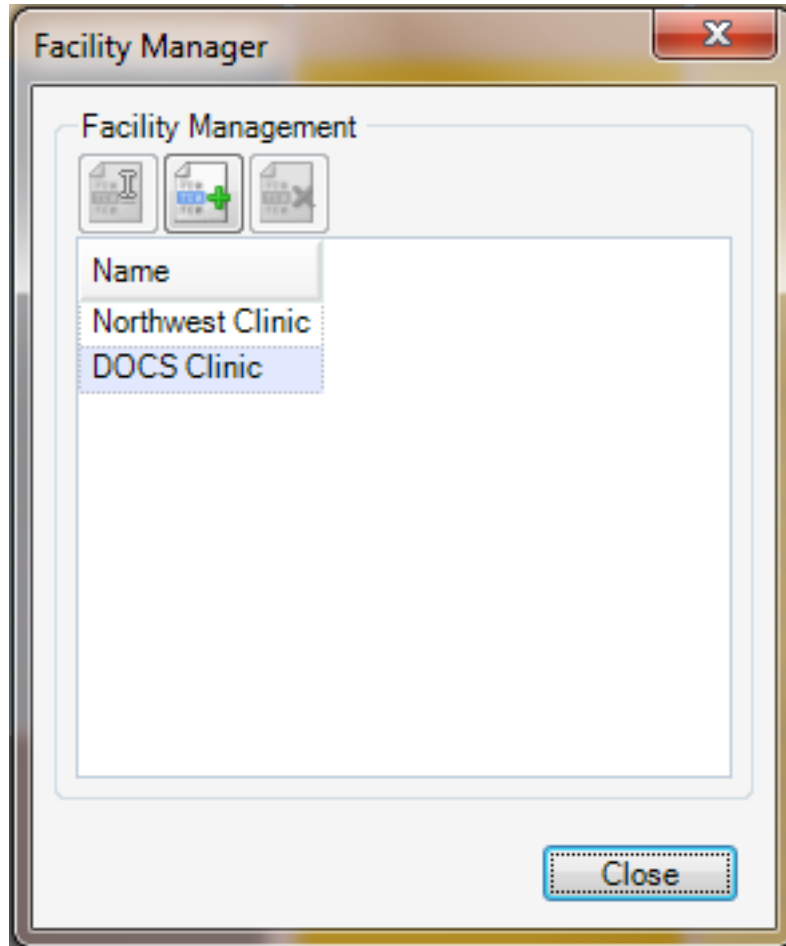 Facility Manager
Facility Management
Name
Northwest Clinic
DOCS Clinic
Close